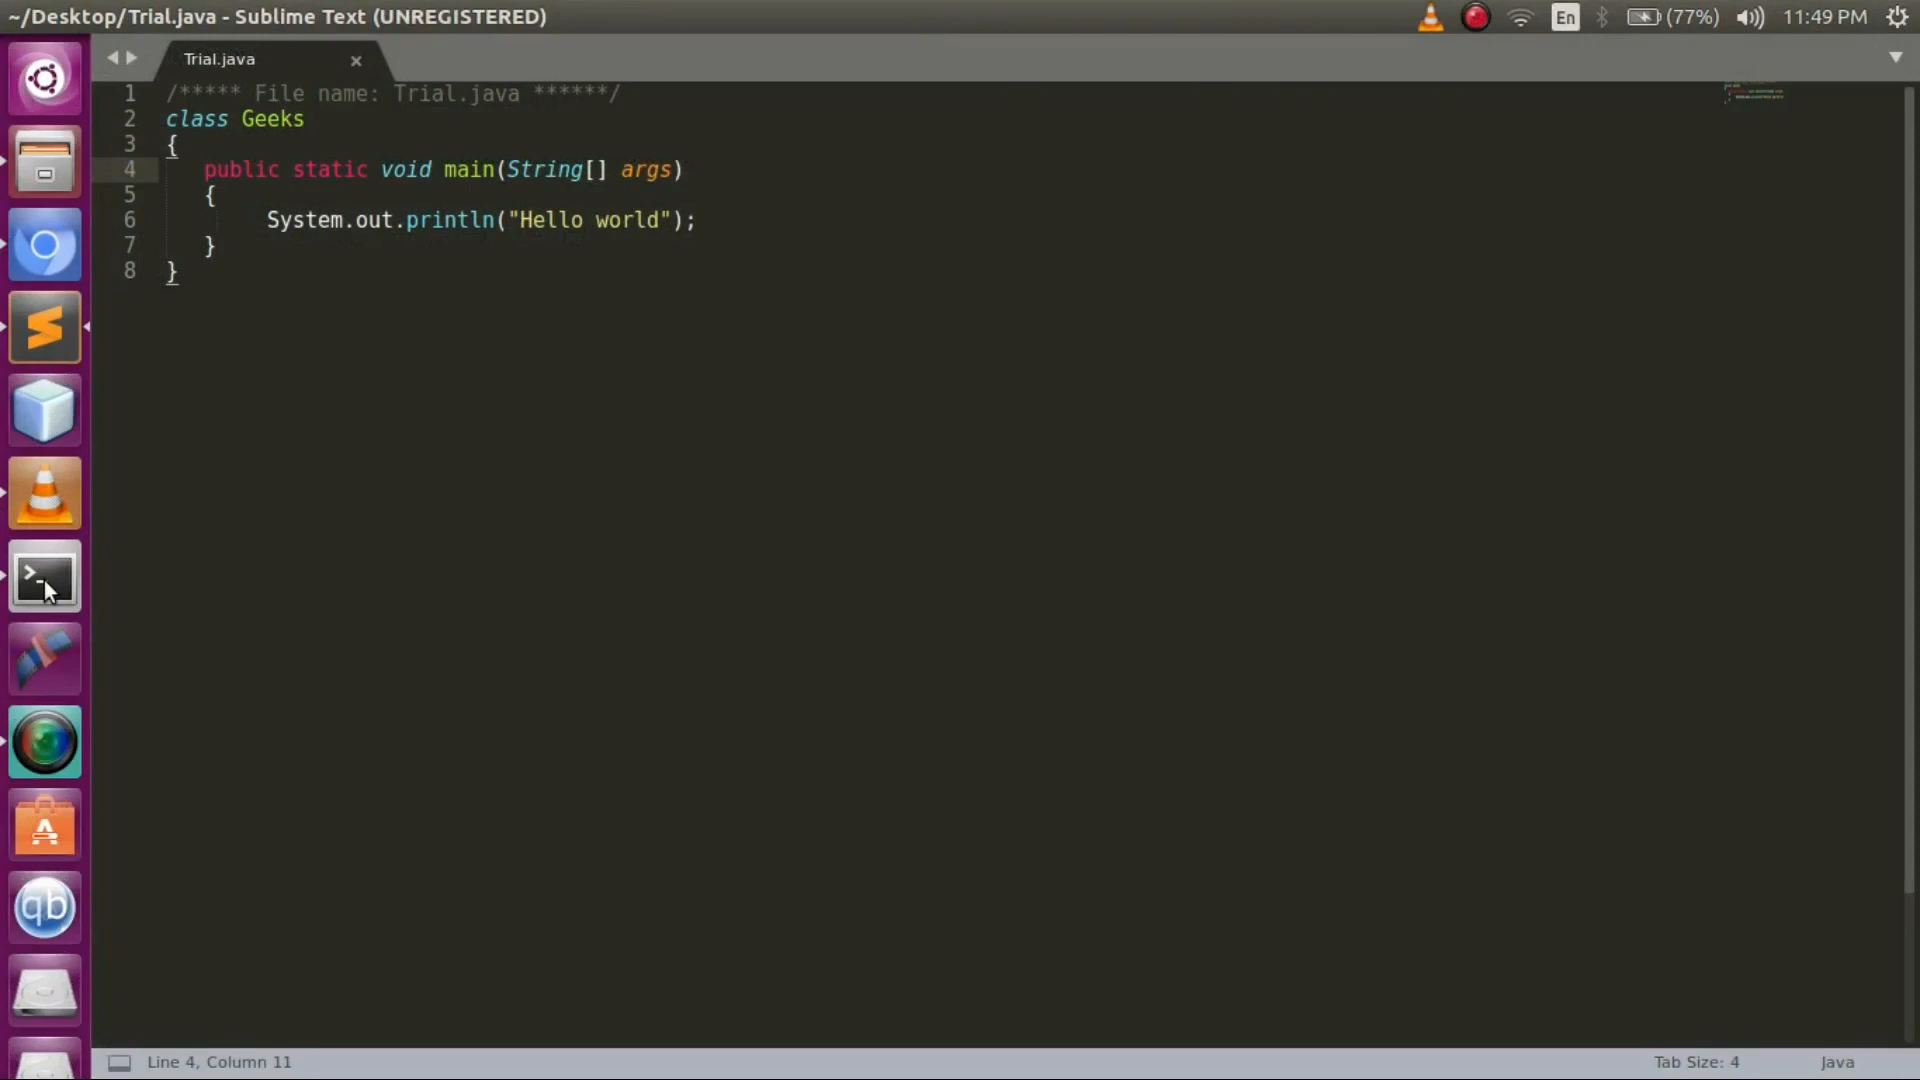 ~/Desktop/Trial.java - Sublime Text (UNREGISTERED)
En (77%) 11:49 PM
Trial.java ×
1 /***** File name: Trial.java ******/
2 class Geeks
3 {
4 public static void main(String[] args)
5 {
6 System.out.println("Hello world");
7 }
8 }
>_
A
qb
Line 4, Column 11
Tab Size: 4 Java